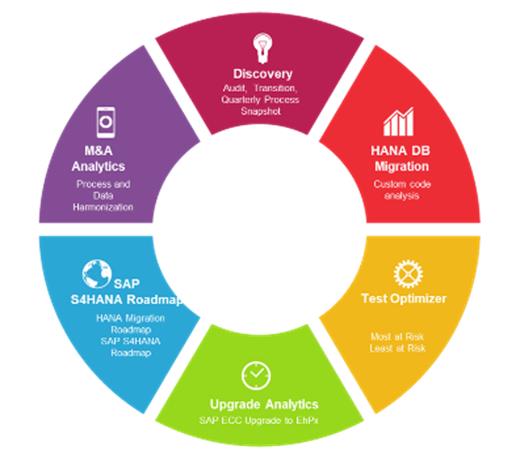 Discovery
Audit, Transition,
Quarterly Process
Snapshot
HANA DB
Migration
Custom code
analysis
Test Optimizer
Most at Risk
Least at Risk
Upgrade Analytics
SAP ECC Upgrade to EhPx
SAP
S4HANA Roadmap
HANA Migration
Roadmap
SAP S4HANA
Roadmap
M&A
Analytics
Process and
Data
Harmonization